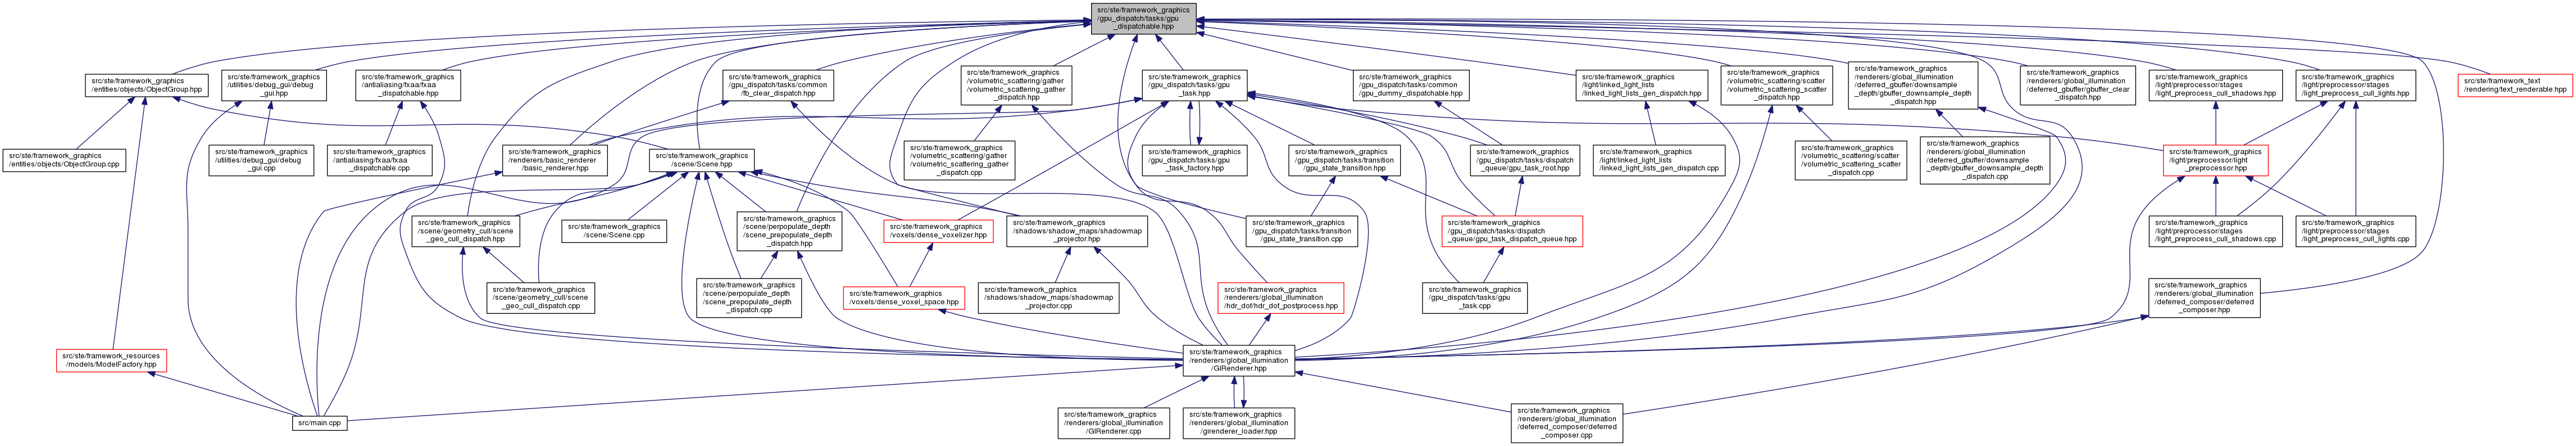 src/ste/framework_graphics
/gpu_dispatch/tasks/gpu
_dispatchable.hpp
src/ste/framework_graphics
/entities/objects/ObjectGroup.hpp
src/ste/framework_graphics
/utilities/debug_gui/debug
_gui.hpp
src/ste/framework_graphics
/antialiasing/fxaa/fxaa
_dispatchable.hpp
src/ste/framework_graphics
/gpu_dispatch/tasks/common
/fb_clear_dispatch.hpp
src/ste/framework_graphics
/volumetric_scattering/gather
/volumetric_scattering_gather
_dispatch.hpp
src/ste/framework_graphics
/gpu_dispatch/tasks/gpu
_task.hpp
src/ste/framework_graphics
/gpu_dispatch/tasks/common
/gpu_dummy_dispatchable.hpp
src/ste/framework_graphics
/light/linked_light_lists
/linked_light_lists_gen_dispatch.hpp
src/ste/framework_graphics
/volumetric_scattering/scatter
/volumetric_scattering_scatter
_dispatch.hpp
src/ste/framework_graphics
/renderers/global_illumination
/deferred_gbuffer/downsample
_depth/gbuffer_downsample_depth
_dispatch.hpp
src/ste/framework_graphics
/renderers/global_illumination
/deferred_gbuffer/gbuffer_clear
_dispatch.hpp
src/ste/framework_graphics
/light/preprocessor/stages
/light_preprocess_cull_shadows.hpp
src/ste/framework_graphics
/light/preprocessor/stages
/light_preprocess_cull_lights.hpp
src/ste/framework_text
/rendering/text_renderable.hpp
src/ste/framework_graphics
/entities/objects/ObjectGroup.cpp
src/ste/framework_graphics
/utilities/debug_gui/debug
_gui.cpp
src/ste/framework_graphics
/antialiasing/fxaa/fxaa
_dispatchable.cpp
src/ste/framework_graphics
/renderers/basic_renderer
/basic_renderer.hpp
src/ste/framework_graphics
/scene/Scene.hpp
src/ste/framework_graphics
/volumetric_scattering/gather
/volumetric_scattering_gather
_dispatch.cpp
src/ste/framework_graphics
/gpu_dispatch/tasks/gpu
_task_factory.hpp
src/ste/framework_graphics
/gpu_dispatch/tasks/transition
/gpu_state_transition.hpp
src/ste/framework_graphics
/gpu_dispatch/tasks/dispatch
_queue/gpu_task_root.hpp
src/ste/framework_graphics
/light/linked_light_lists
/linked_light_lists_gen_dispatch.cpp
src/ste/framework_graphics
/volumetric_scattering/scatter
/volumetric_scattering_scatter
_dispatch.cpp
src/ste/framework_graphics
/renderers/global_illumination
/deferred_gbuffer/downsample
_depth/gbuffer_downsample_depth
_dispatch.cpp
src/ste/framework_graphics
/light/preprocessor/light
_preprocessor.hpp
src/ste/framework_graphics
/scene/geometry_cull/scene
_geo_cull_dispatch.hpp
src/ste/framework_graphics
/scene/Scene.cpp
src/ste/framework_graphics
/scene/perpopulate_depth
/scene_prepopulate_depth
_dispatch.hpp
src/ste/framework_graphics
/voxels/dense_voxelizer.hpp
src/ste/framework_graphics
/shadows/shadow_maps/shadowmap
_projector.hpp
src/ste/framework_graphics
/gpu_dispatch/tasks/transition
/gpu_state_transition.cpp
src/ste/framework_graphics
/gpu_dispatch/tasks/dispatch
_queue/gpu_task_dispatch_queue.hpp
src/ste/framework_graphics
/light/preprocessor/stages
/light_preprocess_cull_shadows.cpp
src/ste/framework_graphics
/light/preprocessor/stages
/light_preprocess_cull_lights.cpp
src/ste/framework_graphics
/scene/geometry_cull/scene
_geo_cull_dispatch.cpp
src/ste/framework_graphics
/scene/perpopulate_depth
/scene_prepopulate_depth
_dispatch.cpp
src/ste/framework_graphics
/voxels/dense_voxel_space.hpp
src/ste/framework_graphics
/shadows/shadow_maps/shadowmap
_projector.cpp
src/ste/framework_graphics
/renderers/global_illumination
/hdr_dof/hdr_dof_postprocess.hpp
src/ste/framework_graphics
/gpu_dispatch/tasks/gpu
_task.cpp
src/ste/framework_graphics
/renderers/global_illumination
/deferred_composer/deferred
_composer.hpp
src/ste/framework_resources
/models/ModelFactory.hpp
src/ste/framework_graphics
/renderers/global_illumination
/GIRenderer.hpp
src/main.cpp
src/ste/framework_graphics
/renderers/global_illumination
/GIRenderer.cpp
src/ste/framework_graphics
/renderers/global_illumination
/girenderer_loader.hpp
src/ste/framework_graphics
/renderers/global_illumination
/deferred_composer/deferred
_composer.cpp